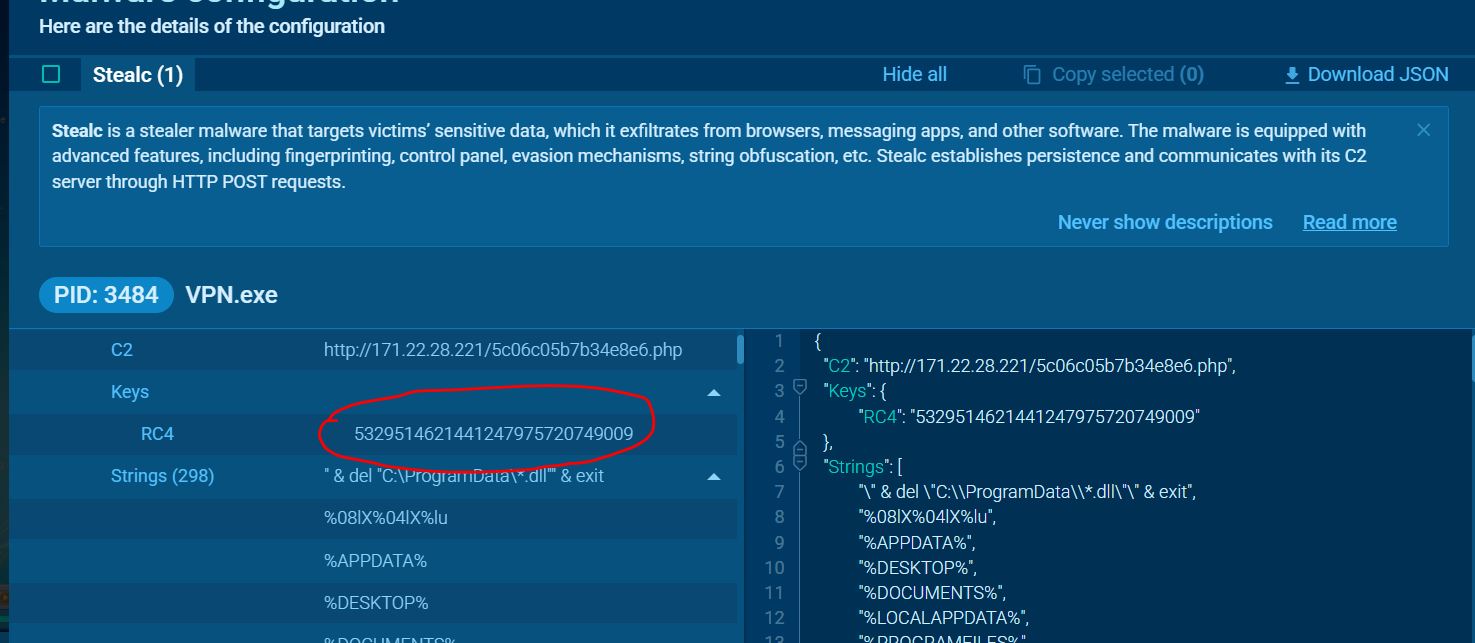 Malware configuration
Here are the details of the configuration
Stealc (1)
Hide all
Copy selected (0)
Download JSON
Stealc is a stealer malware that targets victims’ sensitive data, which it exfiltrates from browsers, messaging apps, and other software. The malware is equipped with
advanced features, including fingerprinting, control panel, evasion mechanisms, string obfuscation, etc. Stealc establishes persistence and communicates with its C2
server through HTTP POST requests.
Never show descriptions
Read more
PID: 3484 VPN.exe
C2 http://171.22.28.221/5c06c05b7b34e8e6.php
Keys
RC4 5329514621441247975720749009
Strings (298) " & del "C:\ProgramData\*.dll"" & exit
%08lX%04lX%lu
%APPDATA%
%DESKTOP%
%DOCUMENTS%
1 {
2 "C2": "http://171.22.28.221/5c06c05b7b34e8e6.php",
3 "Keys": {
4 "RC4": "5329514621441247975720749009"
5 },
6 "Strings": [
7 "\" & del \"C:\\ProgramData\\*.dll\"\" & exit",
8 "%08lX%04lX%lu",
9 "%APPDATA%",
10 "%DESKTOP%",
11 "%DOCUMENTS%",
12 "%LOCALAPPDATA%",
13 "%PROGRAMFILES%"